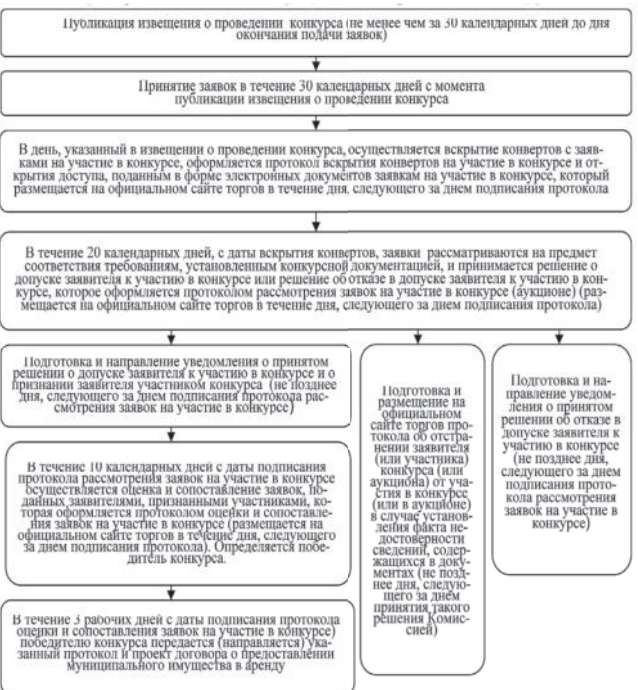 Публикация извещения о проведении конкурса (не менее чем за 30 календарных дней до дня
окончания подачи заявок)
Принятие заявок в течение 30 календарных дней с момента
публикации извещения о проведении конкурса
В день, указанный в извещении о проведении конкурса, осуществляется вскрытие конвертов с заяв-
ками на участие в конкурсе, оформляется протокол вскрытия конвертов на участие в конкурсе и от-
крытия доступа, поданным в форме электронных документов заявкам на участие в конкурсе, который
размещается на официальном сайте торгов в течение дня, следующего за днем подписания протокола
В течение 20 календарных дней, с даты вскрытия конвертов, заявки рассматриваются на предмет
соответствия требованиям, установленным конкурсной документацией, и принимается решение о
допуске заявителя к участию в конкурсе или решение об отказе в допуске заявителя к участию в кон-
курсе, которое оформляется протоколом рассмотрения заявок на участие в конкурсе (аукционе) (раз-
мещается на официальном сайте торгов в течение дня, следующего за днем подписания протокола)
Подготовка и направление уведомления о принятом
решении о допуске заявителя к участию в конкурсе и о
признании заявителя участником конкурса (не позднее
дня, следующего за днем подписания протокола рас-
смотрения заявок на участие в конкурсе)
В течение 10 календарных дней с даты подписания
протокола рассмотрения заявок на участие в конкурсе
осуществляется оценка и сопоставление заявок, по-
данных заявителями, признанными участниками, ко-
торая оформляется протоколом оценки и сопоставле-
ния заявок на участие в конкурсе (размещается на
официальном сайте торгов в течение дня, следующего
за днем подписания протокола). Определяется побе-
дитель конкурса.
В течение 3 рабочих дней с даты подписания протокола
оценки и сопоставления заявок на участие в конкурсе)
победителю конкурса передается (направляется) ука-
занный протокол и проект договора о предоставлении
муниципального имущества в аренду
Подготовка и
размещение на
официальном
сайте торгов про-
токола об отстра-
нении заявителя
(или участника)
конкурса (или
аукциона) от уча-
стия в конкурсе
(или в аукционе)
в случае установ-
ления факта не-
достоверности
сведений, содер-
жащихся в доку-
ментах (не позд-
нее дня, следую-
щего за днем
принятия такого
решения Комис-
сией)
Подготовка и на-
правление уведом-
ления о принятом
решении об отказе в
допуске заявителя к
участию в конкурсе
(не позднее дня,
следующего за днем
подписания прото-
кола рассмотрения
заявок на участие в
конкурсе)